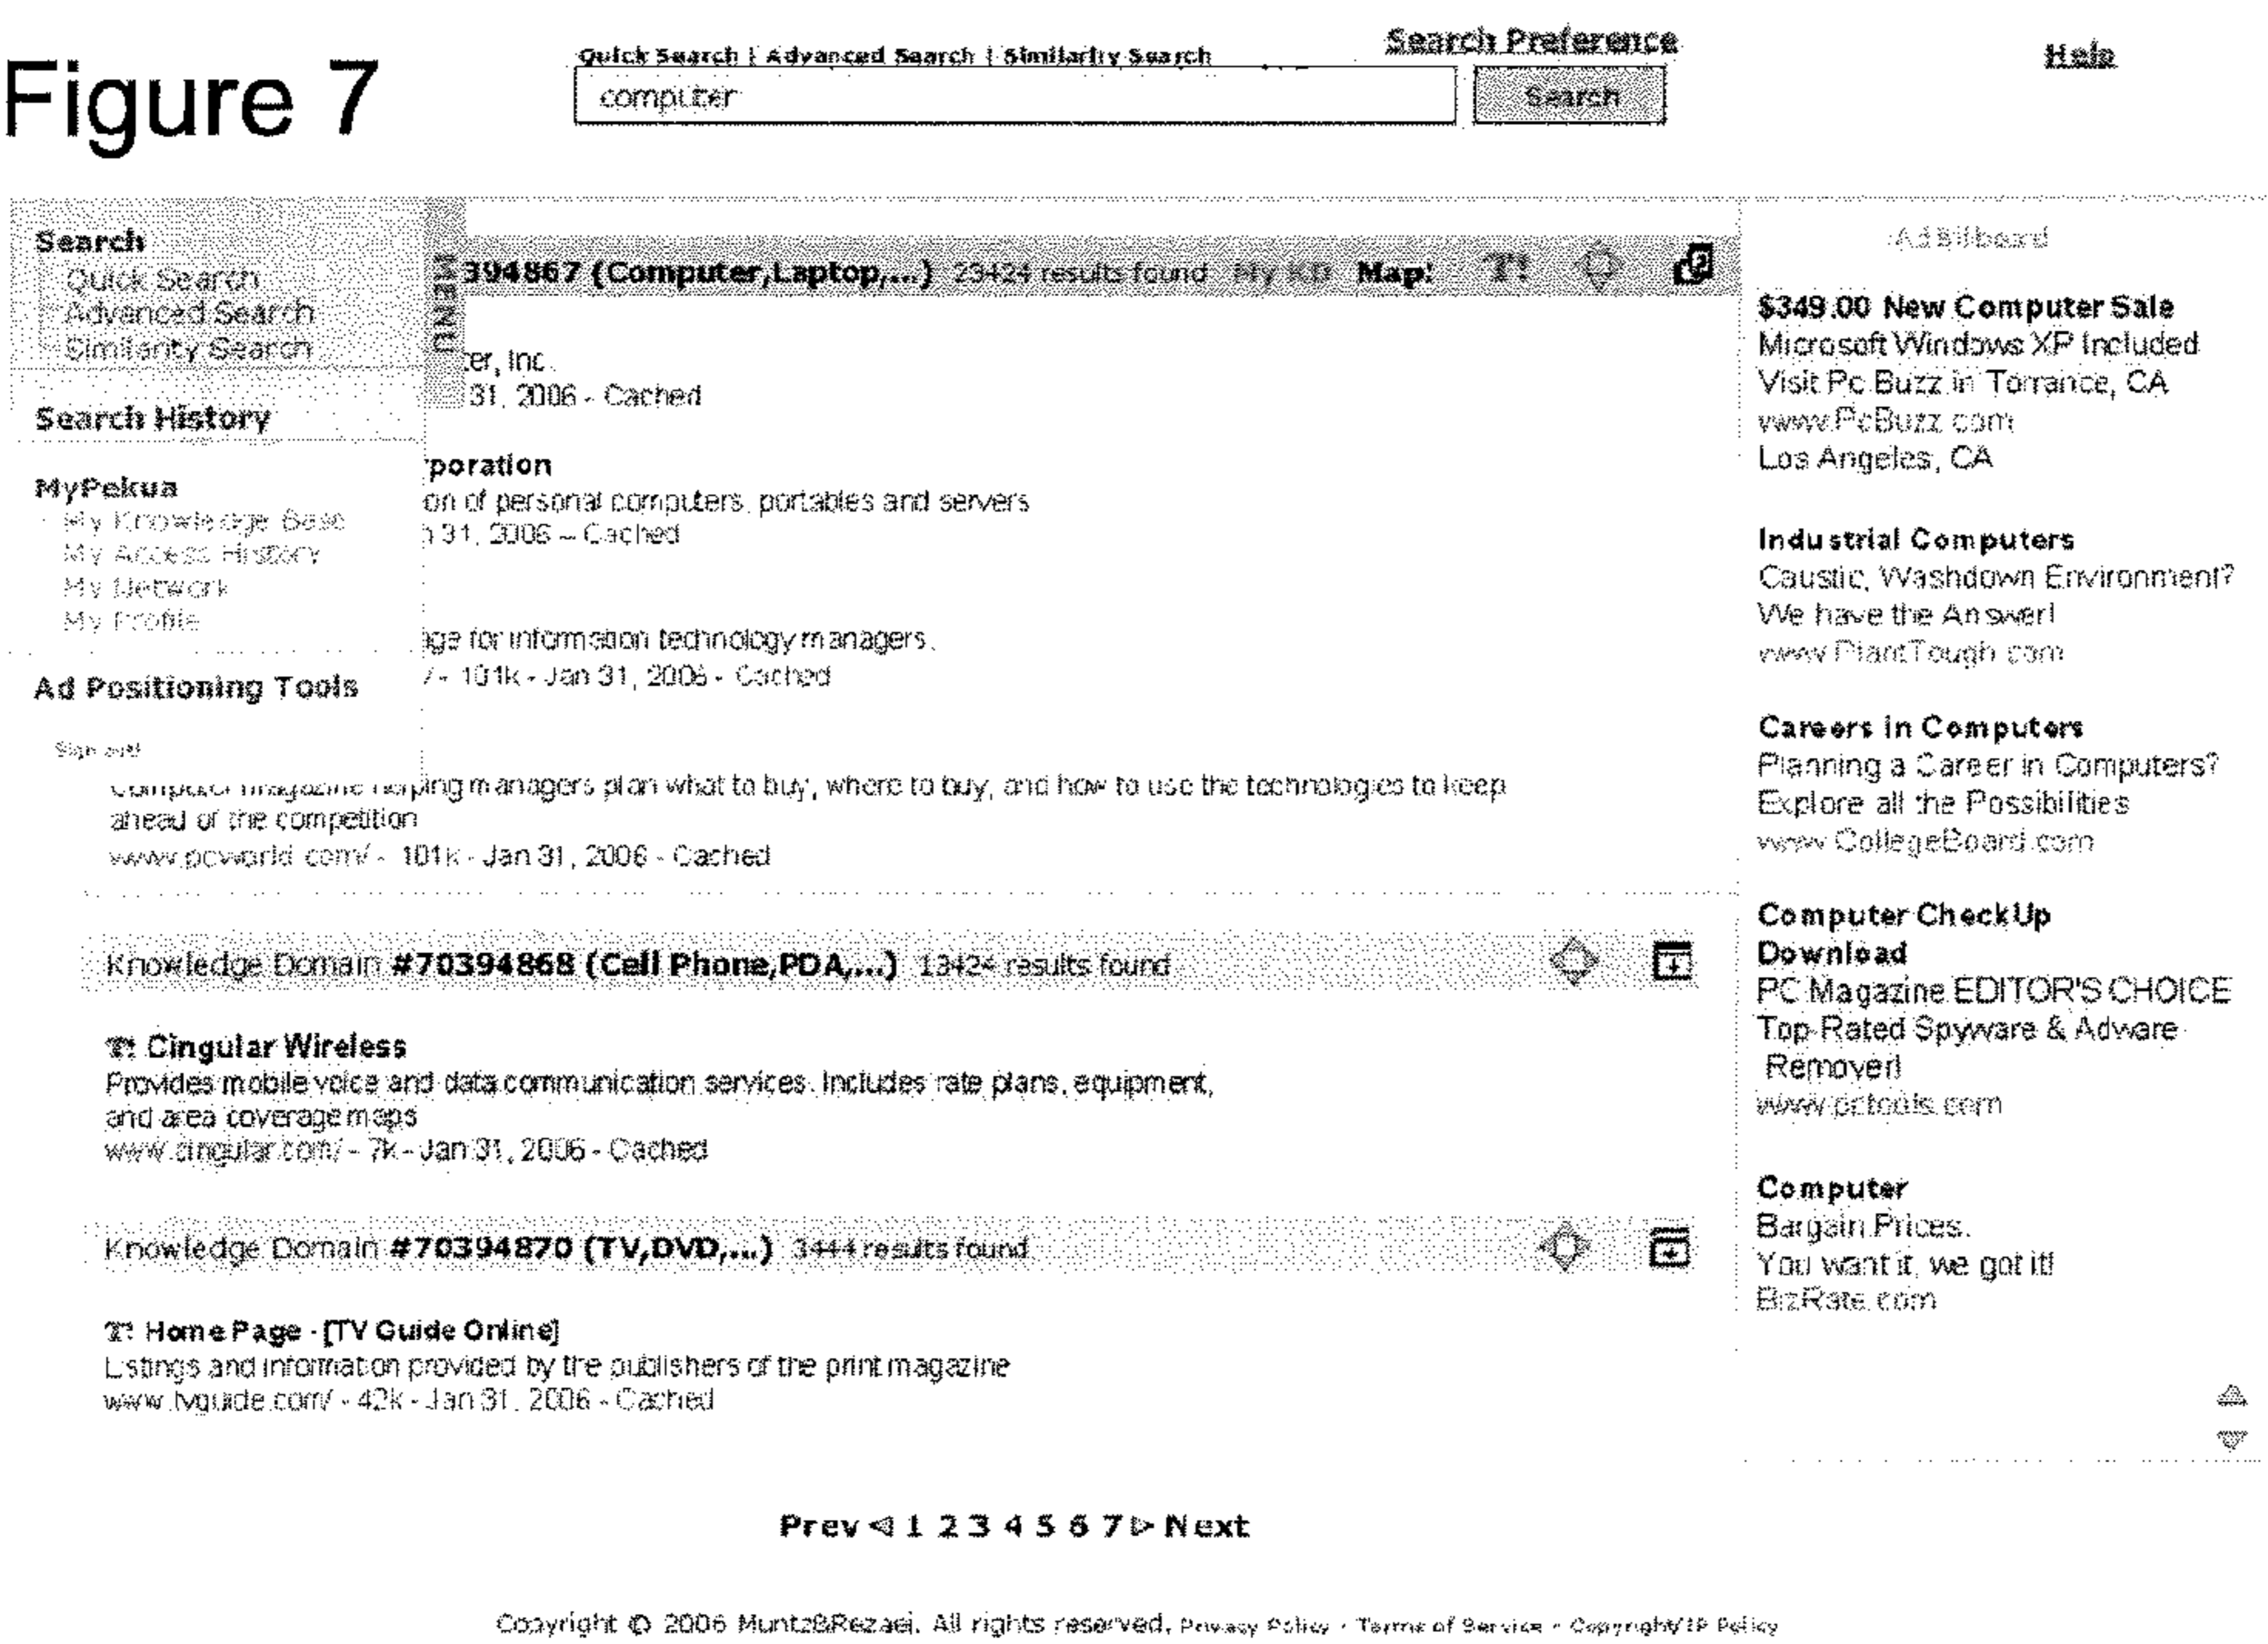 Figure 7
Quick Search | Advanced Search | Similarity Search
Search Preference
Help
computer
Search
Search
Quick Search
Advanced Search
Similarity Search
Search History
MyPekua
My Knowledge Base
My Access History
My Network
My Profile
Ad Positioning Tools
Sign out!
MENU
394867 (Computer,Laptop,...) 23424 results found My KD Map: T!
ter, Inc.
31, 2006 - Cached
rporation
on of personal computers, portables and servers
31, 2006 – Cached
age for information technology managers.
/ - 101k - Jan 31, 2006 - Cached
Computer magazine helping managers plan what to buy, where to buy, and how to use the technologies to keep
ahead of the competition
www.pcworld.com/ - 101k - Jan 31, 2006 - Cached
Knowledge Domain #70394868 (Cell Phone,PDA,...) 13424 results found
T! Cingular Wireless
Provides mobile voice and data communication services. Includes rate plans, equipment,
and area coverage maps
www.cingular.com/ - 7k - Jan 31, 2006 - Cached
Knowledge Domain #70394870 (TV,DVD,...) 3444 results found
T! Home Page - [TV Guide Online]
Listings and information provided by the publishers of the print magazine
www.tvguide.com/ - 42k - Jan 31, 2006 - Cached
Ad Billboard
$349.00 New Computer Sale
Microsoft Windows XP Included
Visit Pc Buzz in Torrance, CA
www.PcBuzz.com
Los Angeles, CA
Industrial Computers
Caustic, Washdown Environment?
We have the Answer!
www.PlantTough.com
Careers in Computers
Planning a Career in Computers?
Explore all the Possibilities
www.CollegeBoard.com
Computer CheckUp
Download
PC Magazine EDITOR'S CHOICE
Top-Rated Spyware & Adware
Remover!
www.pctools.com
Computer
Bargain Prices.
You want it, we got it!
BizRate.com
Prev 1 2 3 4 5 6 7 Next
Copyright © 2006 Muntz&Rezaei. All rights reserved. Privacy Policy - Terms of Service - Copyright/IP Policy